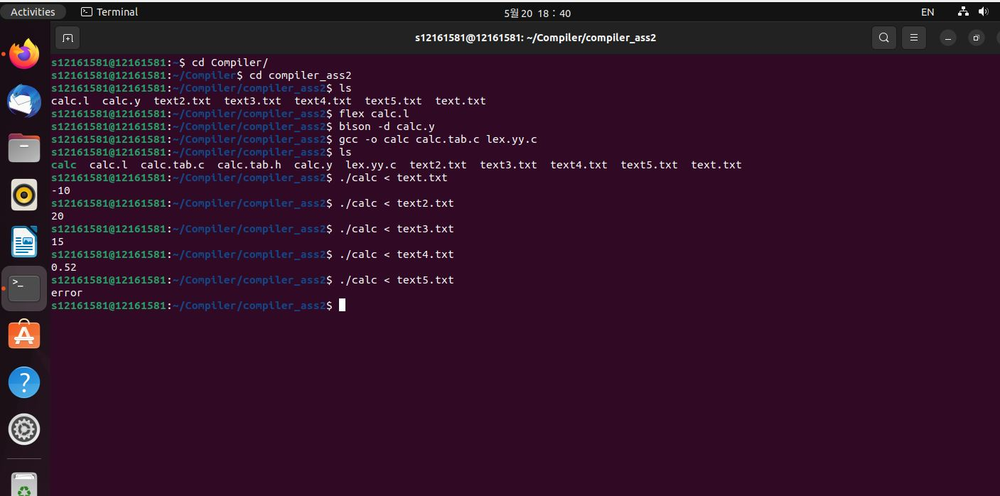 Activities
Terminal
5월 20 18 : 40
EN
s12161581@12161581: ~/Compiler/compiler_ass2
s12161581@12161581:~$ cd Compiler/
s12161581@12161581:~/Compiler$ cd compiler_ass2
s12161581@12161581:~/Compiler/compiler_ass2$ ls
calc.l  calc.y  text2.txt  text3.txt  text4.txt  text5.txt  text.txt
s12161581@12161581:~/Compiler/compiler_ass2$ flex calc.l
s12161581@12161581:~/Compiler/compiler_ass2$ bison -d calc.y
s12161581@12161581:~/Compiler/compiler_ass2$ gcc -o calc calc.tab.c lex.yy.c
s12161581@12161581:~/Compiler/compiler_ass2$ ls
calc  calc.l  calc.tab.c  calc.tab.h  calc.y  lex.yy.c  text2.txt  text3.txt  text4.txt  text5.txt  text.txt
s12161581@12161581:~/Compiler/compiler_ass2$ ./calc < text.txt
-10
s12161581@12161581:~/Compiler/compiler_ass2$ ./calc < text2.txt
20
s12161581@12161581:~/Compiler/compiler_ass2$ ./calc < text3.txt
15
s12161581@12161581:~/Compiler/compiler_ass2$ ./calc < text4.txt
0.52
s12161581@12161581:~/Compiler/compiler_ass2$ ./calc < text5.txt
error
s12161581@12161581:~/Compiler/compiler_ass2$